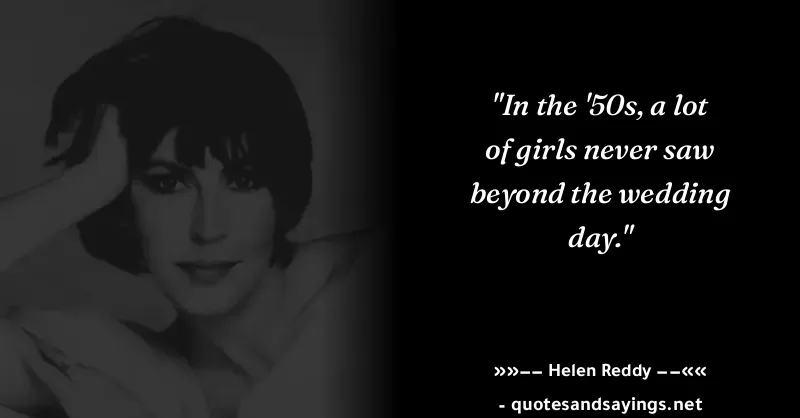 "In the '50s, a lot
of girls never saw
beyond the wedding
day."
»»−− Helen Reddy −−««
- quotesandsayings.net